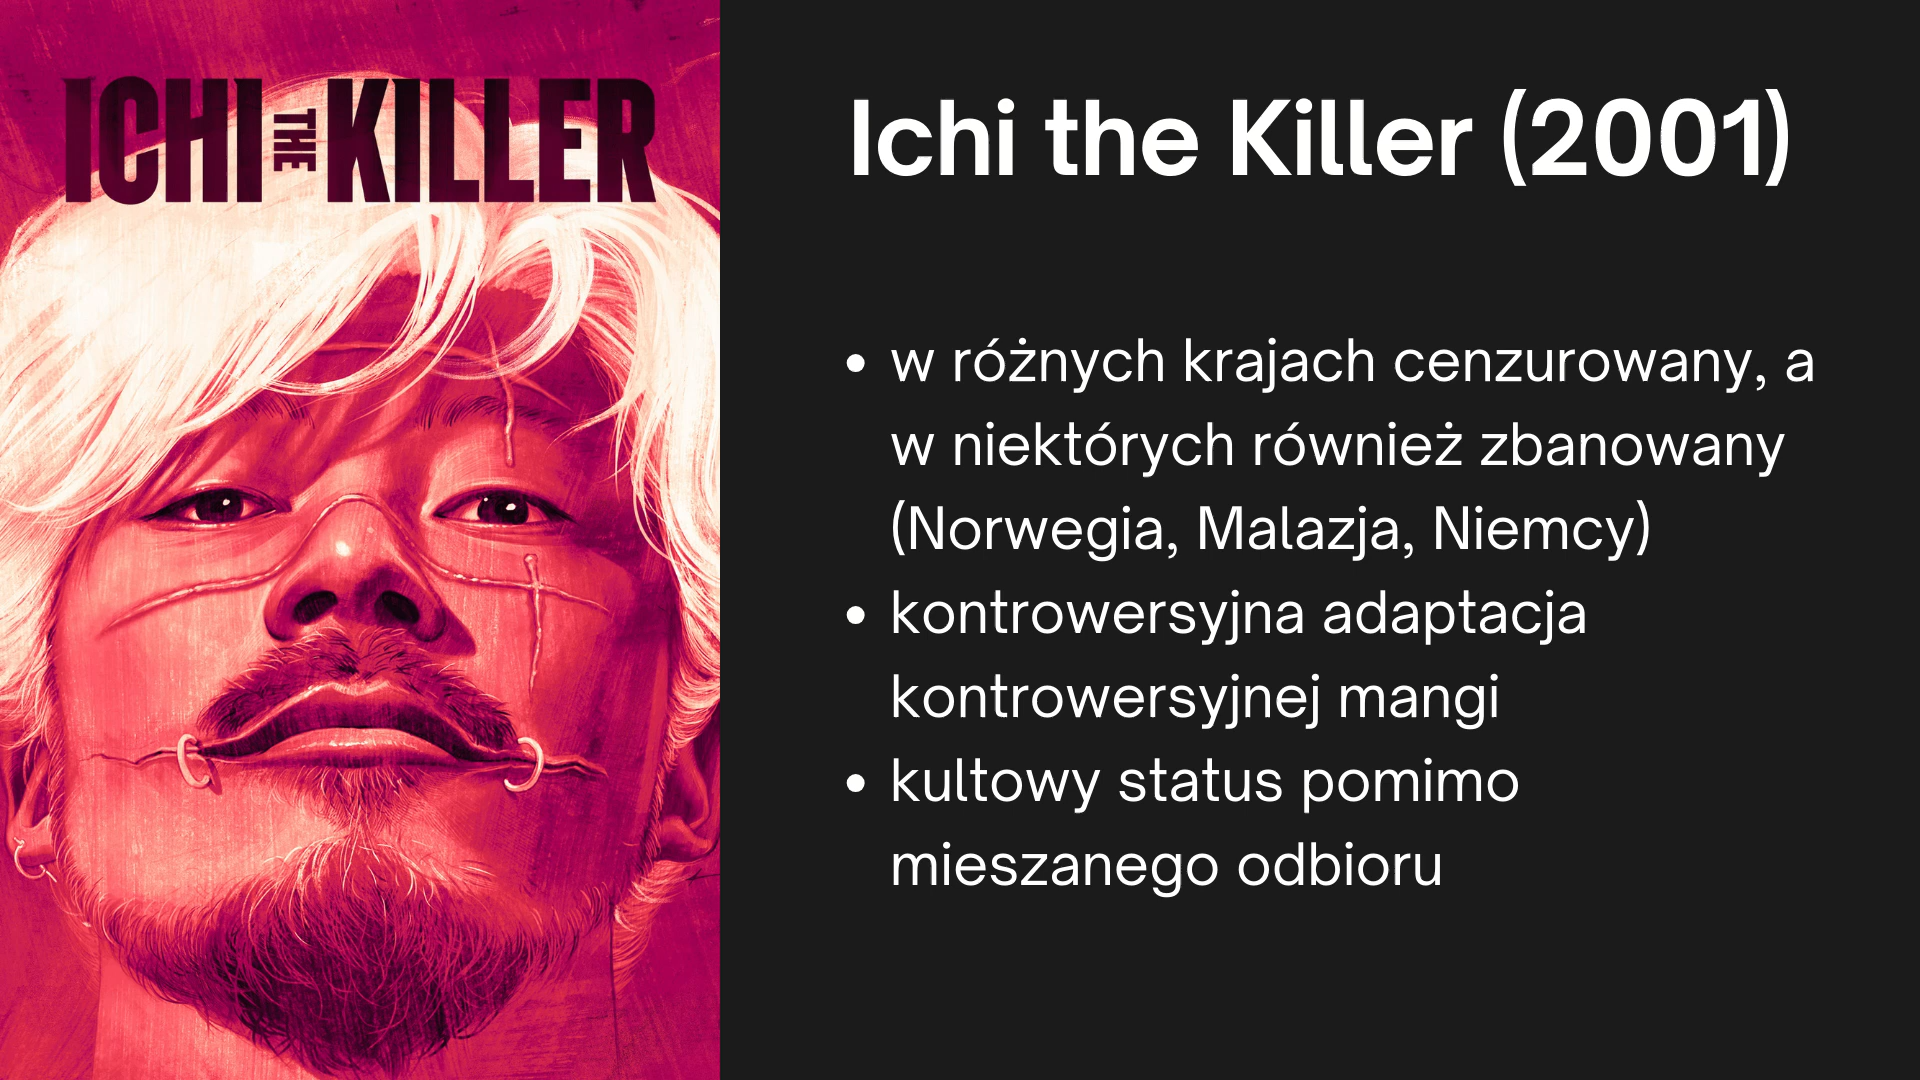 ICHI THE KILLER
Ichi the Killer (2001)
• w różnych krajach cenzurowany, a
w niektórych również zbanowany
(Norwegia, Malazja, Niemcy)
• kontrowersyjna adaptacja
kontrowersyjnej mangi
• kultowy status pomimo
mieszanego odbioru